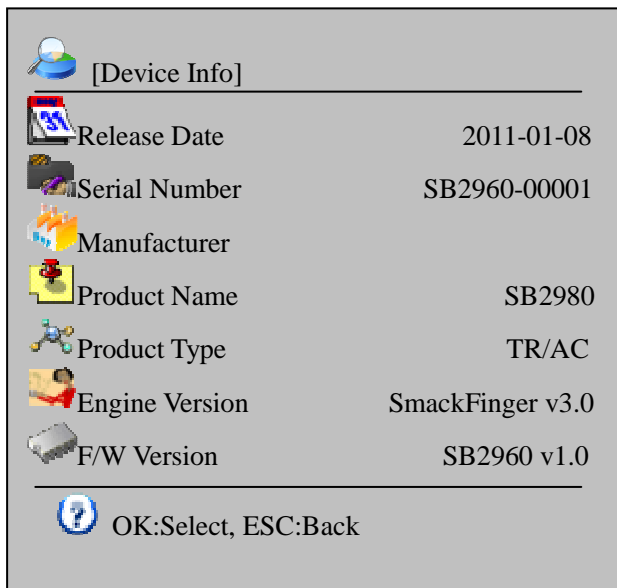 [Device Info]
Release Date 2011-01-08
Serial Number SB2960-00001
Manufacturer
Product Name SB2980
Product Type TR/AC
Engine Version SmackFinger v3.0
F/W Version SB2960 v1.0
OK:Select, ESC:Back